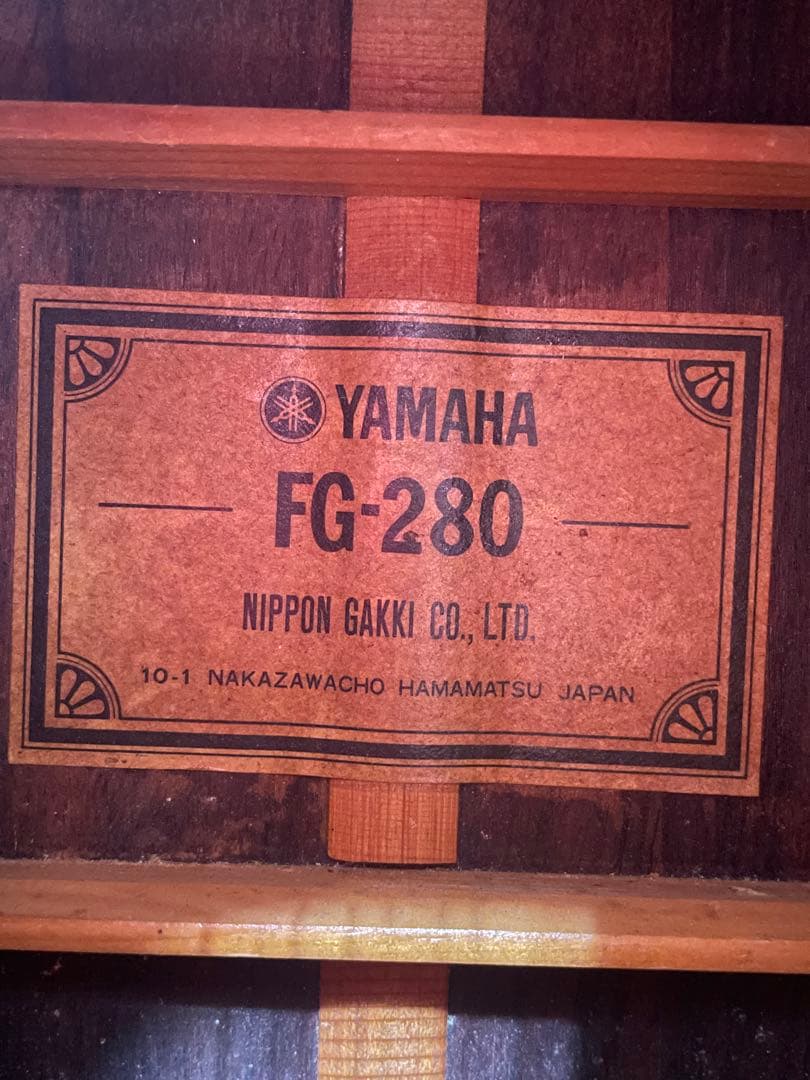 YAMAHA
FG-280
NIPPON GAKKI CO., LTD.
10-1 NAKAZAWACHO HAMAMATSU JAPAN